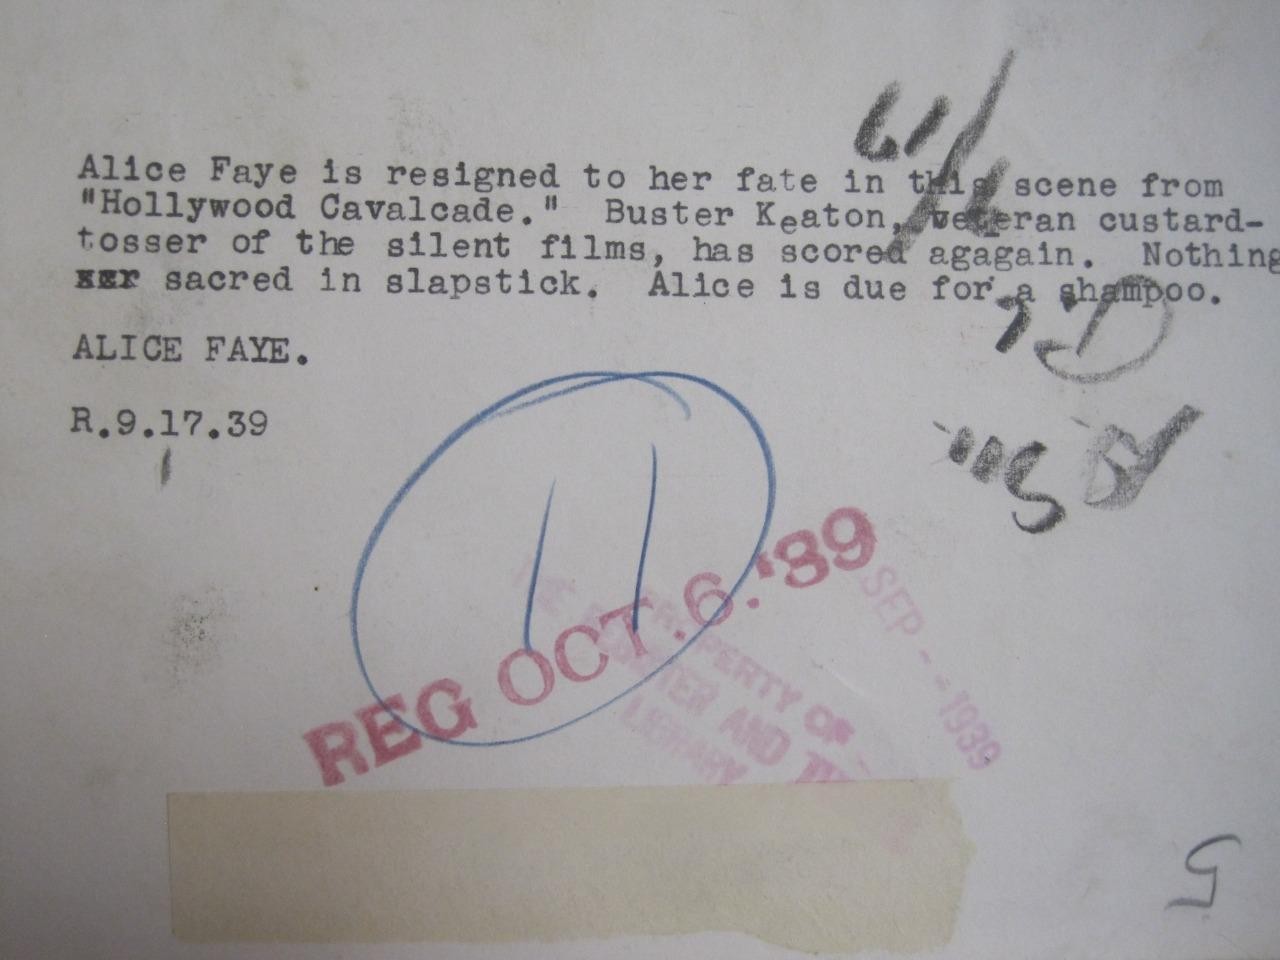 Alice Faye is resigned to her fate in this scene from
"Hollywood Cavalcade." Buster Keaton, veteran custard-
tosser of the silent films, has scored agagain. Nothing
sacred in slapstick. Alice is due for a shampoo.
ALICE FAYE.
R.9.17.39
11
REG OCT. 6. '39
SEP - - 1939
PROPERTY OF
AND
LIBRARY
5